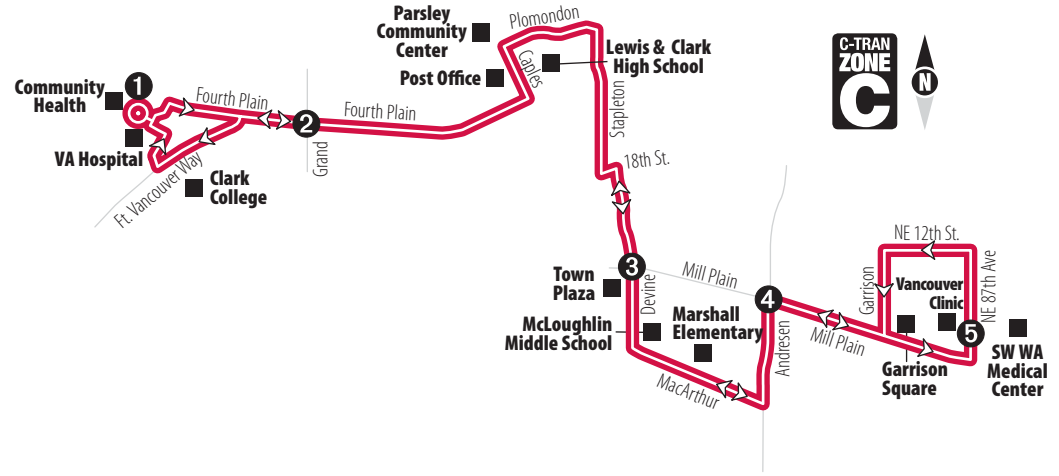 Parsley
Community
Center
Post Office
Plomondon
Caples
Lewis & Clark
High School
C-TRAN
ZONE
C
N
1
Community
Health
Fourth Plain
2
Fourth Plain
Stapleton
VA Hospital
Ft. Vancouver Way
Clark
College
Grand
18th St.
3
Town
Plaza
Devine
Mill Plain
4
McLoughlin
Middle School
Marshall
Elementary
MacArthur
Andresen
Mill Plain
NE 12th St.
Garrison
Vancouver
Clinic
NE 87th Ave
5
Garrison
Square
SW WA
Medical
Center